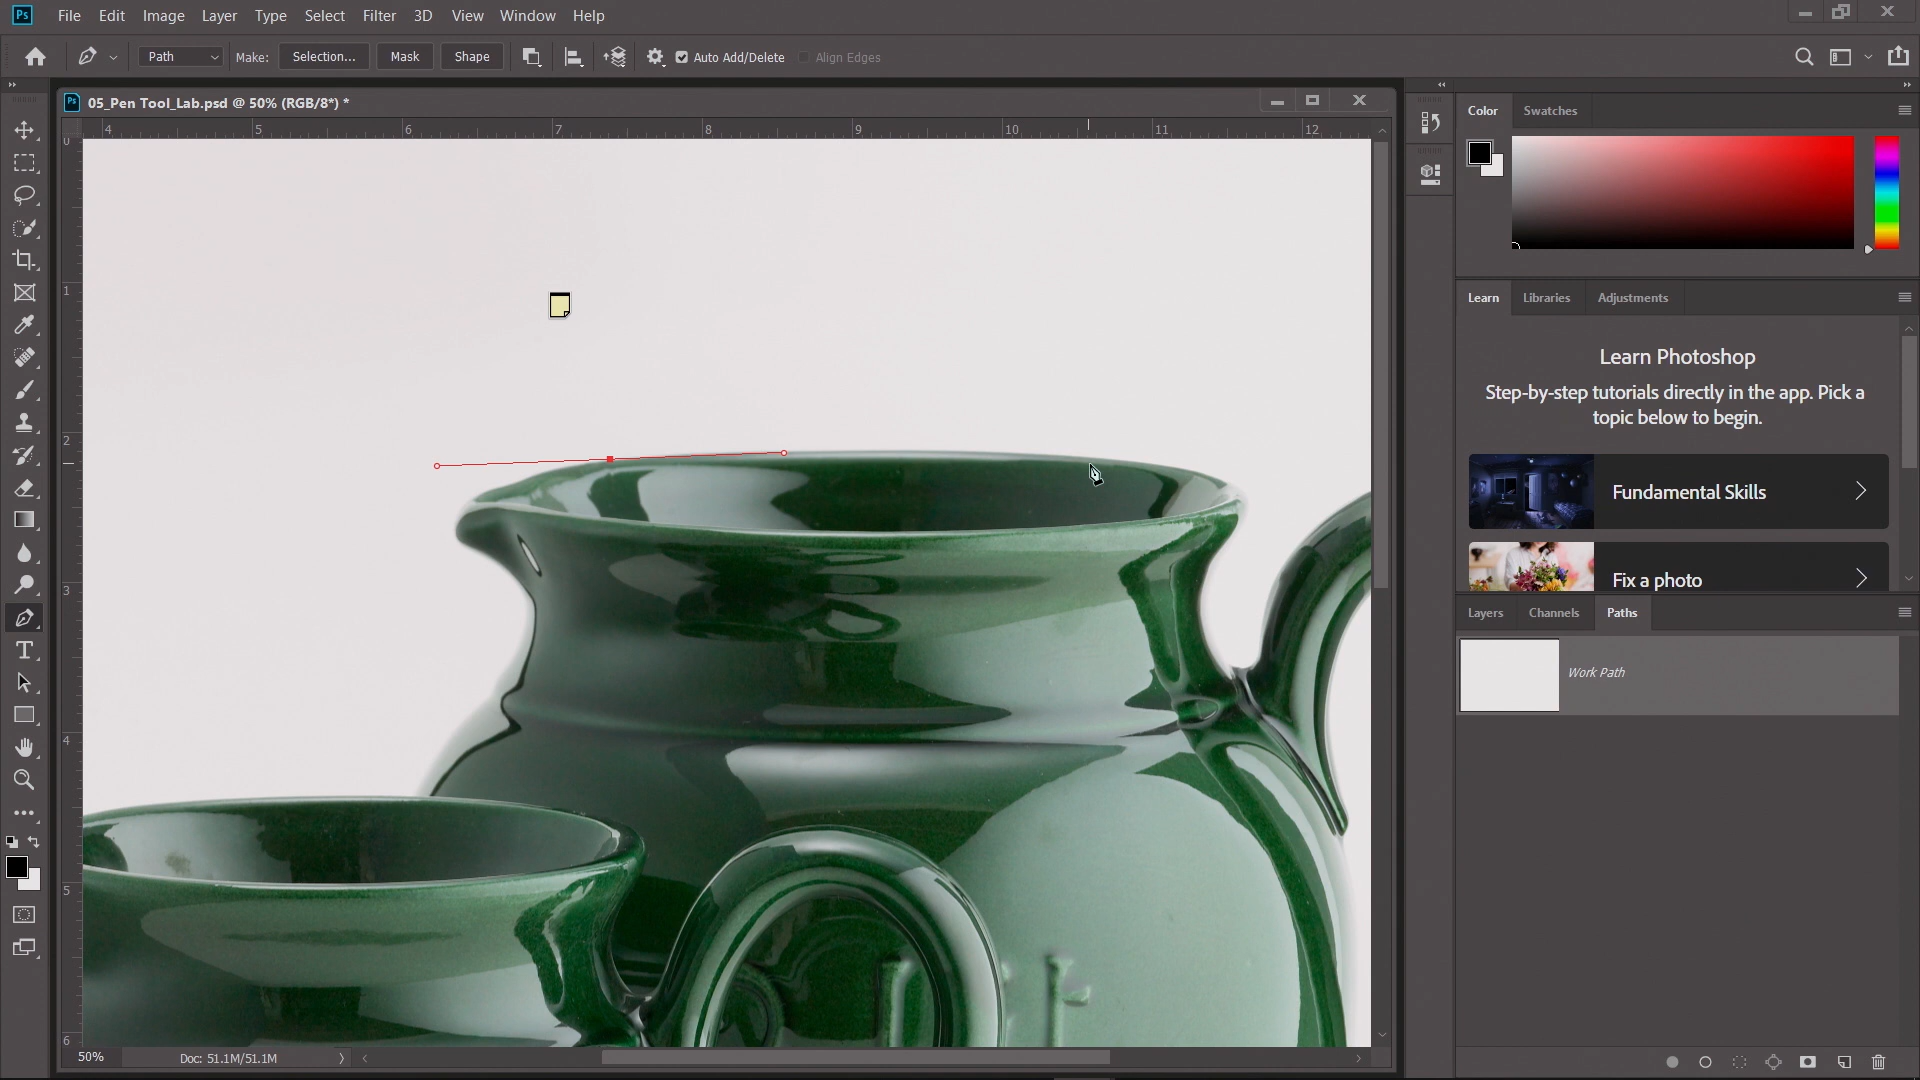 Ps File Edit Image Layer Type Select Filter 3D View Window Help
Path Make: Selection... Mask Shape Auto Add/Delete Align Edges
Ps 05_Pen Tool_Lab.psd @ 50% (RGB/8*) *
4 5 6 7 8 9 10 11 12
0
1
2
3
4
5
6
50% Doc: 51.1M/51.1M
Color Swatches
Learn Libraries Adjustments
Learn Photoshop
Step-by-step tutorials directly in the app. Pick a
topic below to begin.
Fundamental Skills
Fix a photo
Layers Channels Paths
Work Path